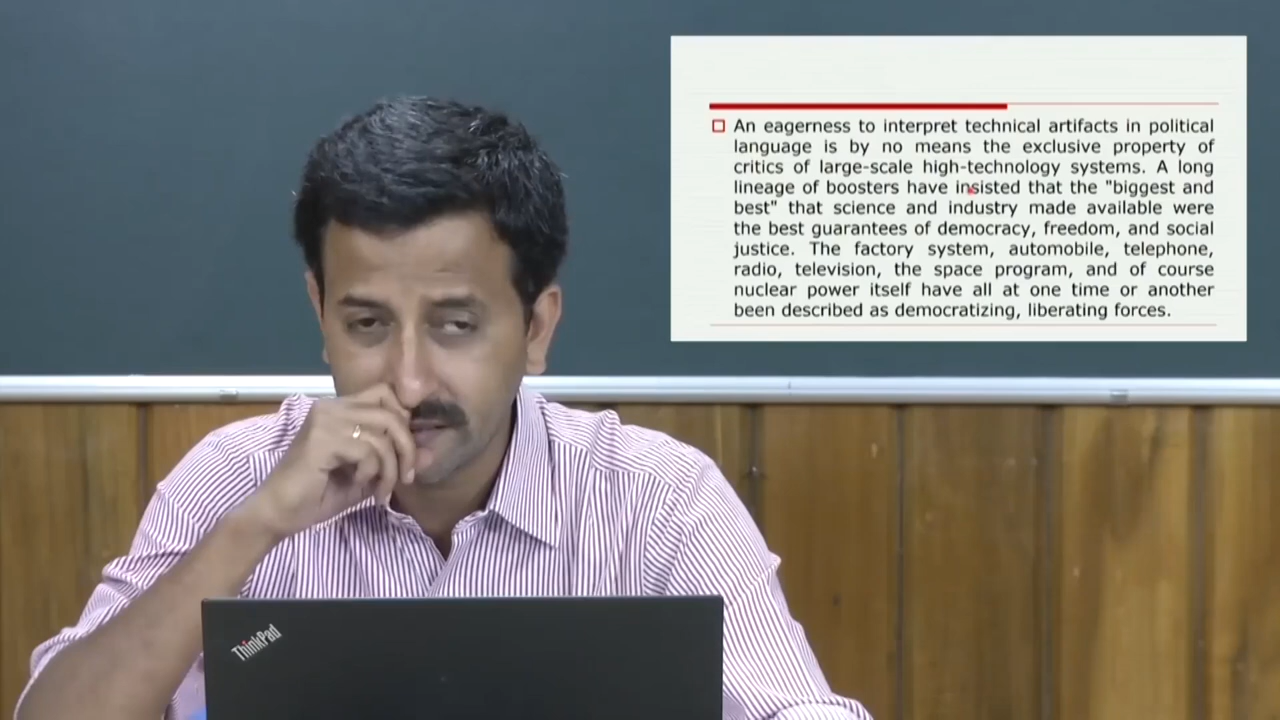 An eagerness to interpret technical artifacts in political
language is by no means the exclusive property of
critics of large-scale high-technology systems. A long
lineage of boosters have insisted that the "biggest and
best" that science and industry made available were
the best guarantees of democracy, freedom, and social
justice. The factory system, automobile, telephone,
radio, television, the space program, and of course
nuclear power itself have all at one time or another
been described as democratizing, liberating forces.
ThinkPad